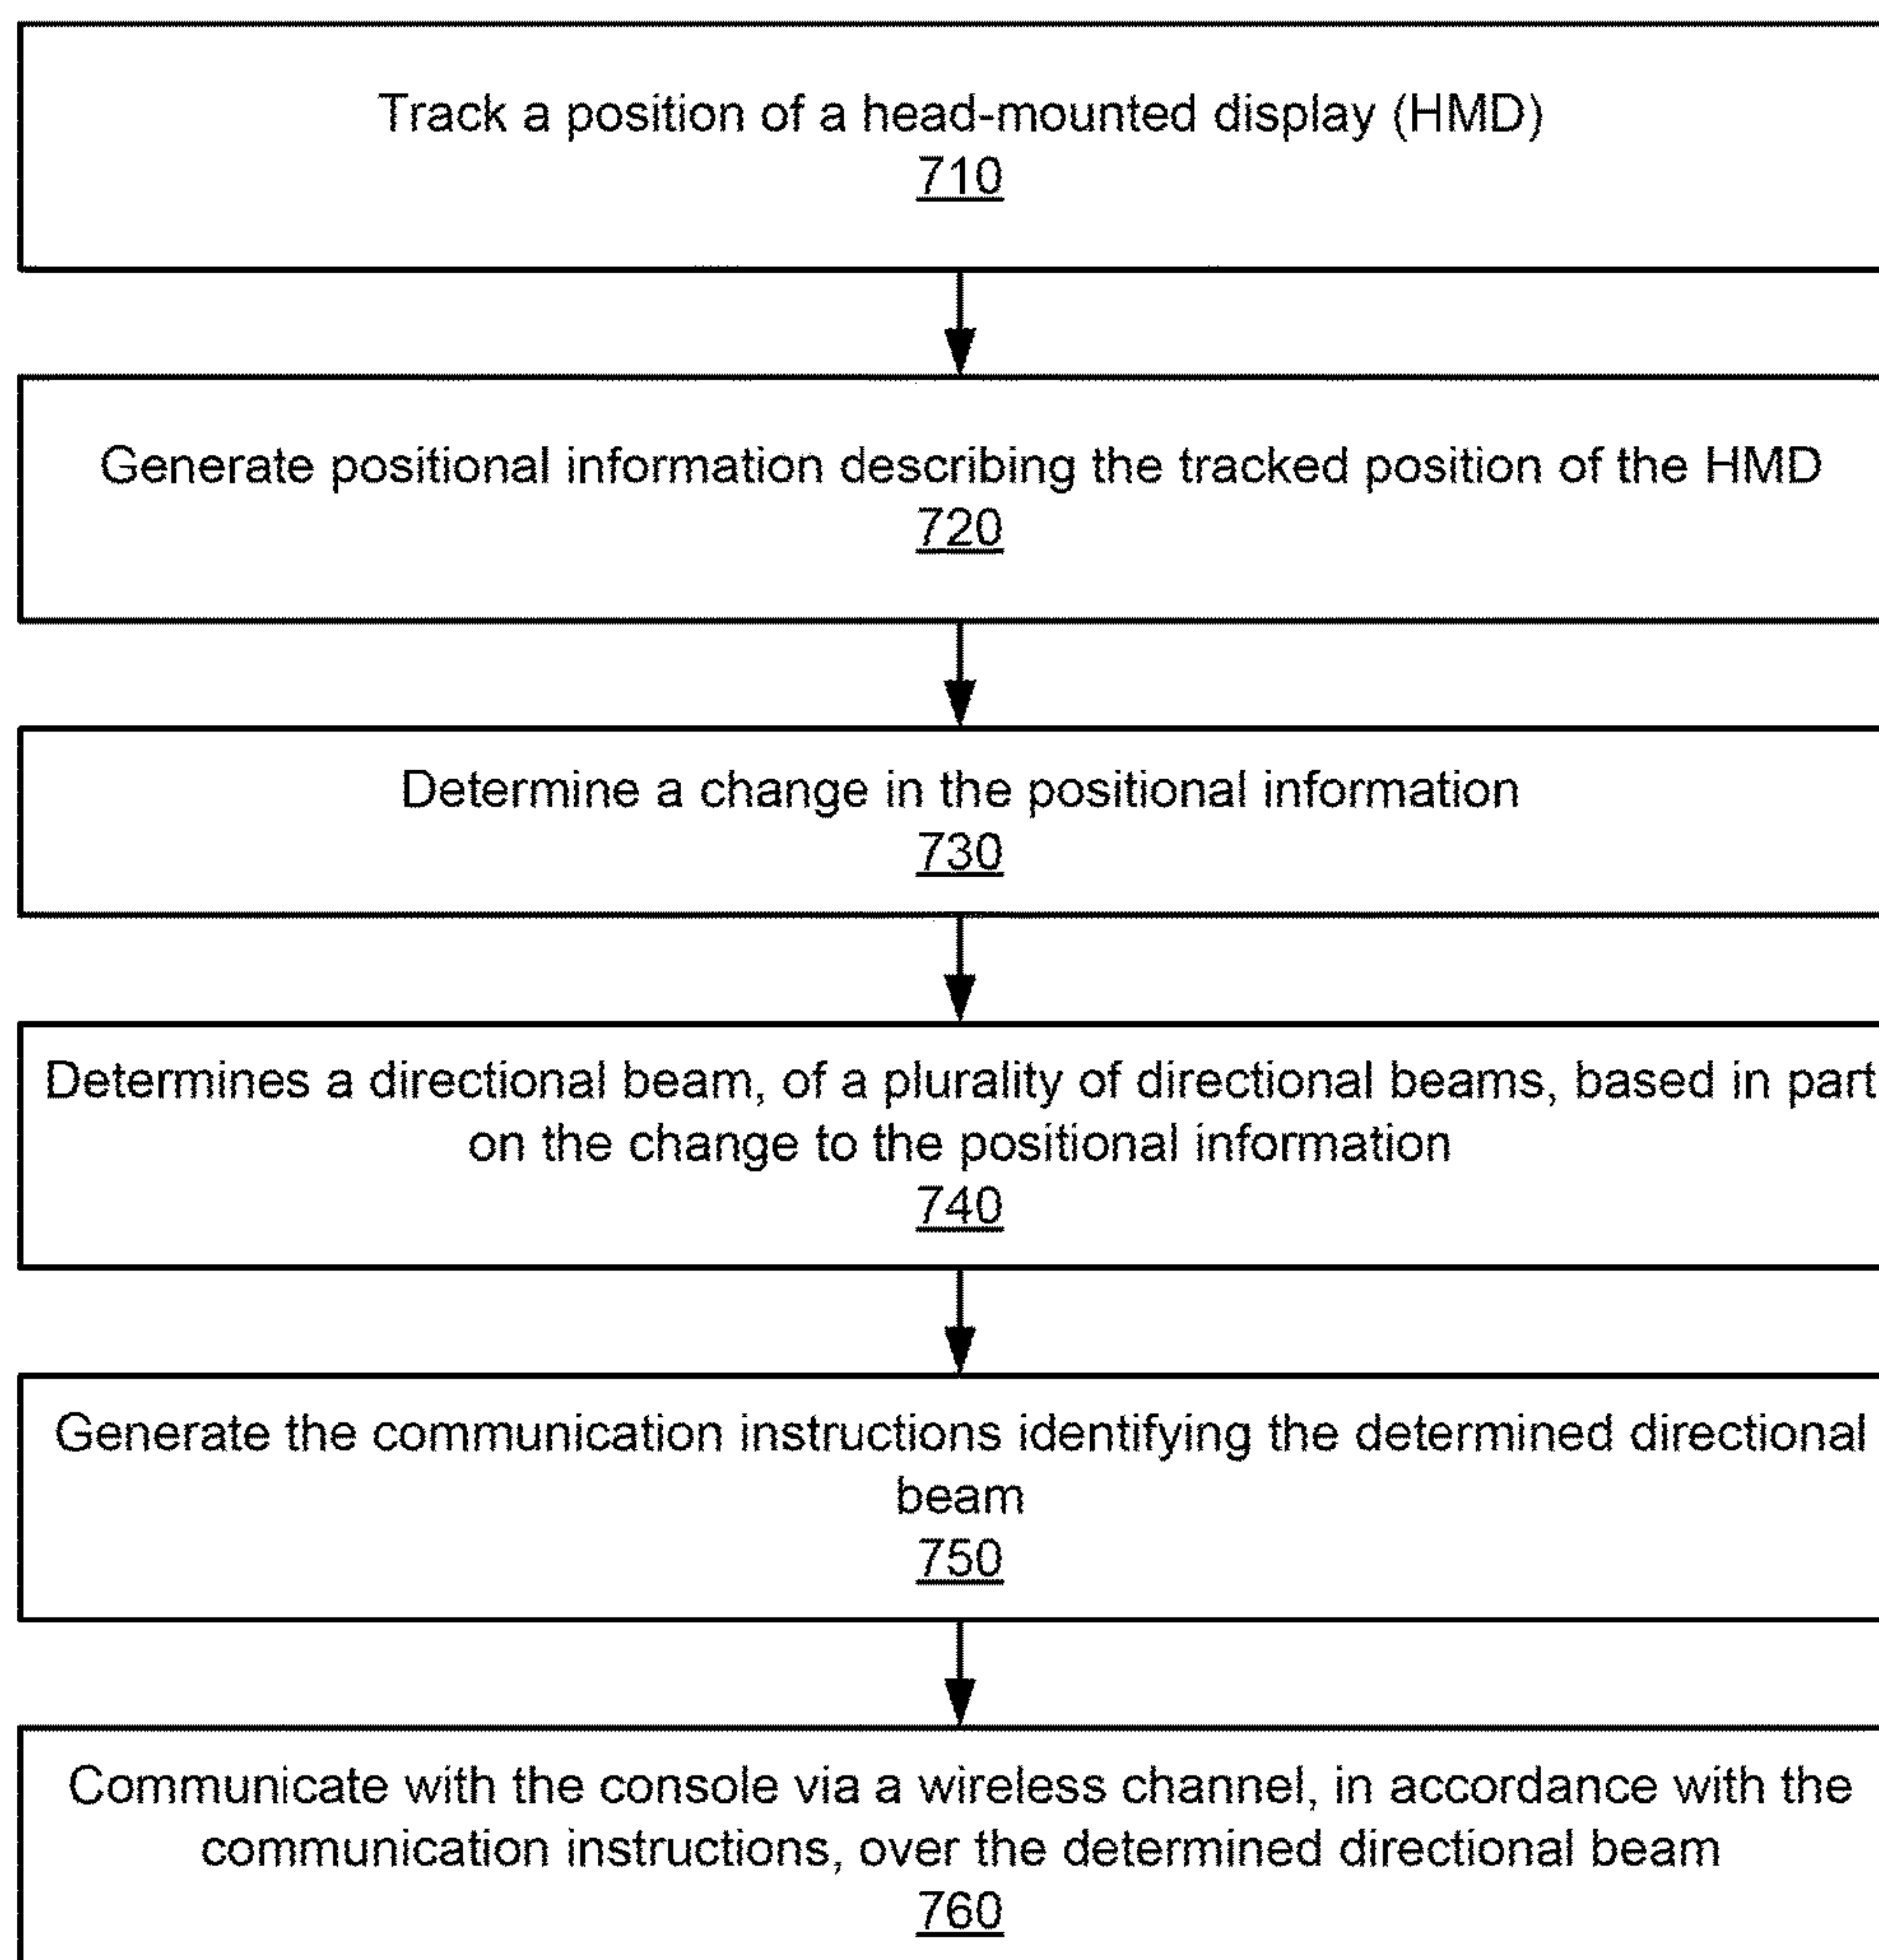 Track a position of a head-mounted display (HMD)
710
Generate positional information describing the tracked position of the HMD
720
Determine a change in the positional information
730
Determines a directional beam, of a plurality of directional beams, based in part
on the change to the positional information
740
Generate the communication instructions identifying the determined directional
beam
750
Communicate with the console via a wireless channel, in accordance with the
communication instructions, over the determined directional beam
760